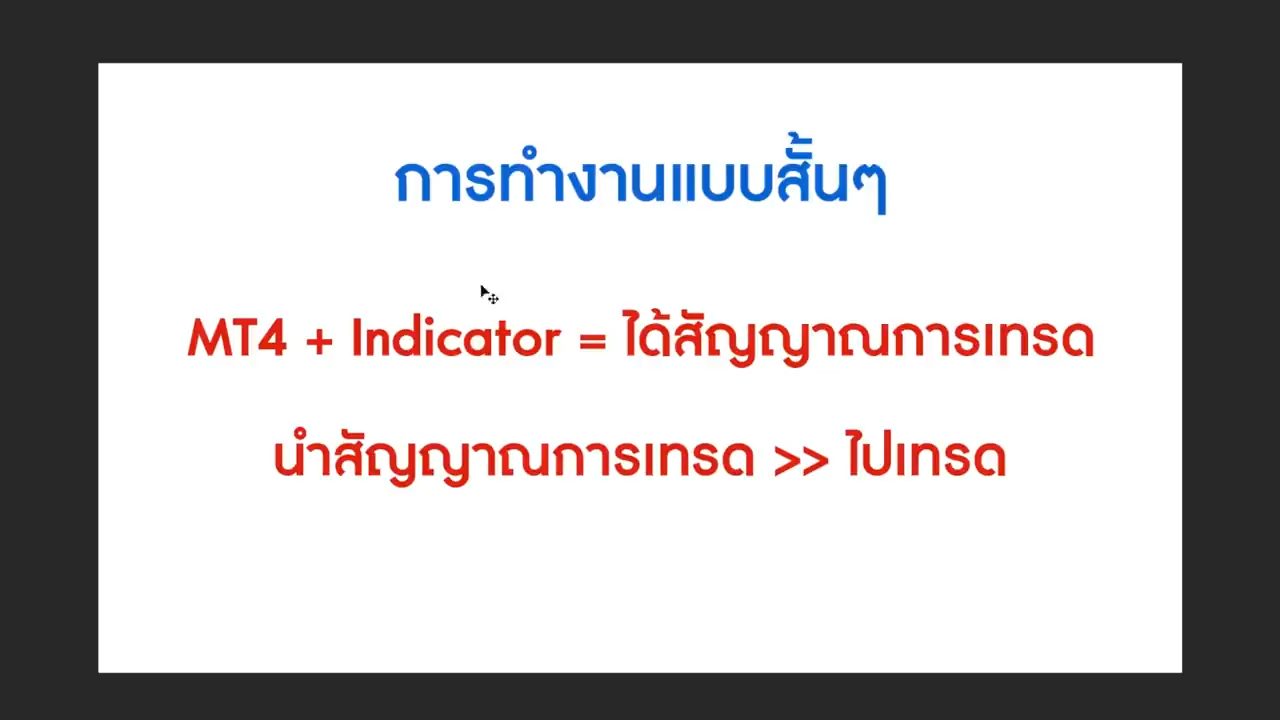 การทำงานแบบสั้นๆ
MT4 + Indicator = ได้สัญญาณการเทรด
นำสัญญาณการเทรด >> ไปเทรด